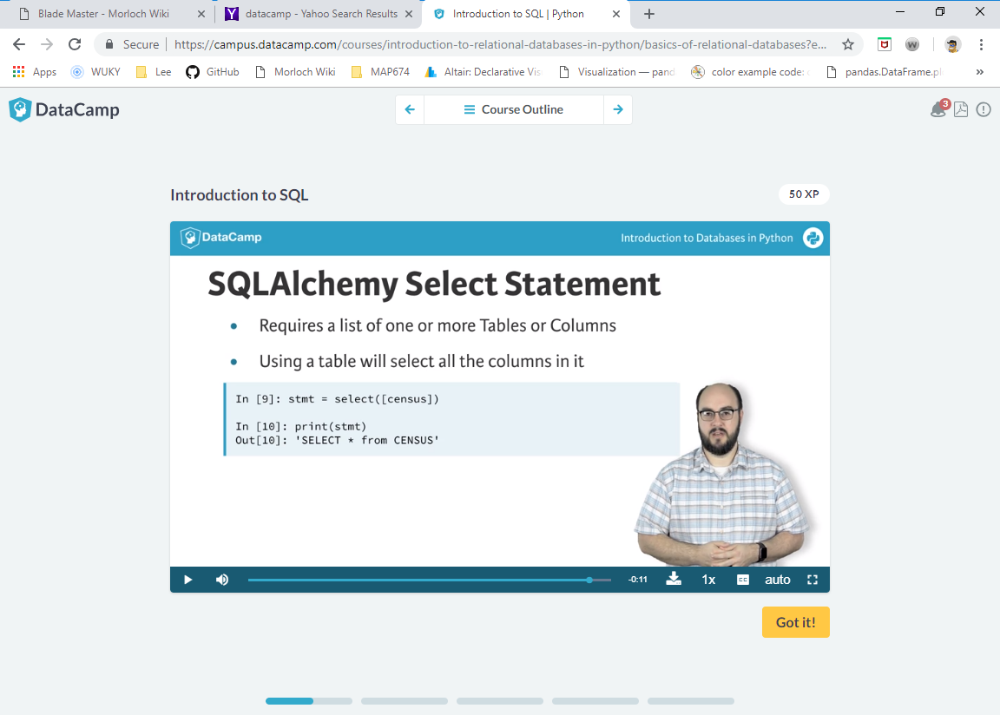 Blade Master - Morloch Wiki
datacamp - Yahoo Search Results
Introduction to SQL | Python
Secure
https://campus.datacamp.com/courses/introduction-to-relational-databases-in-python/basics-of-relational-databases?e...
Apps
WUKY
Lee
GitHub
Morloch Wiki
MAP674
Altair: Declarative Vis
Visualization — pand
color example code:
pandas.DataFrame.pl
»
DataCamp
Course Outline
3
Introduction to SQL
50 XP
DataCamp
Introduction to Databases in Python
SQLAlchemy Select Statement
• Requires a list of one or more Tables or Columns
• Using a table will select all the columns in it
In [9]: stmt = select([census])
In [10]: print(stmt)
Out[10]: 'SELECT * from CENSUS'
-0:11
1x
CC
auto
Got it!